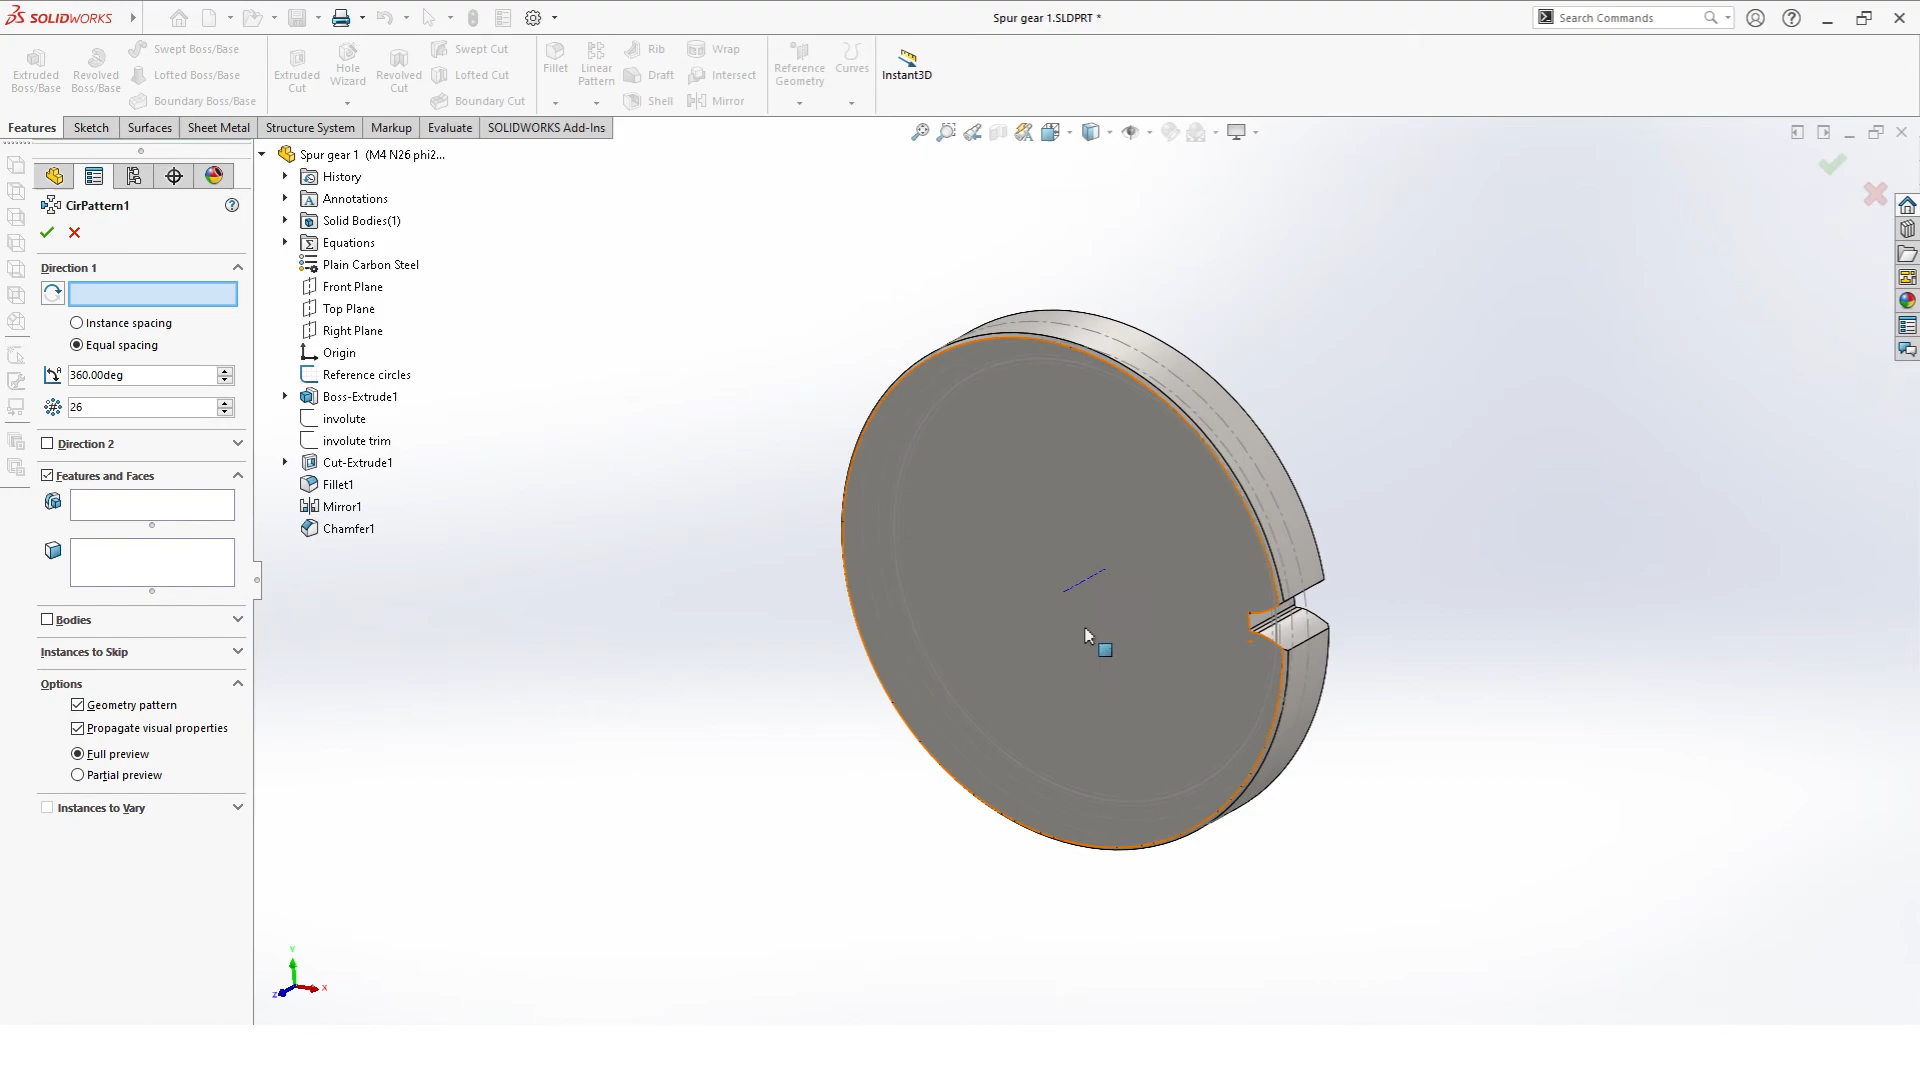 SOLIDWORKS
Spur gear 1.SLDPRT *
Search Commands
Extruded Boss/Base
Revolved Boss/Base
Swept Boss/Base
Lofted Boss/Base
Boundary Boss/Base
Extruded Cut
Hole Wizard
Revolved Cut
Swept Cut
Lofted Cut
Boundary Cut
Fillet
Linear Pattern
Rib
Draft
Shell
Wrap
Intersect
Mirror
Reference Geometry
Curves
Instant3D
Features
Sketch
Surfaces
Sheet Metal
Structure System
Markup
Evaluate
SOLIDWORKS Add-Ins
CirPattern1
Direction 1
Instance spacing
Equal spacing
360.00deg
26
Direction 2
Features and Faces
Bodies
Instances to Skip
Options
Geometry pattern
Propagate visual properties
Full preview
Partial preview
Instances to Vary
Spur gear 1 (M4 N26 phi2...
History
Annotations
Solid Bodies(1)
Equations
Plain Carbon Steel
Front Plane
Top Plane
Right Plane
Origin
Reference circles
Boss-Extrude1
involute
involute trim
Cut-Extrude1
Fillet1
Mirror1
Chamfer1
Y
X
Z